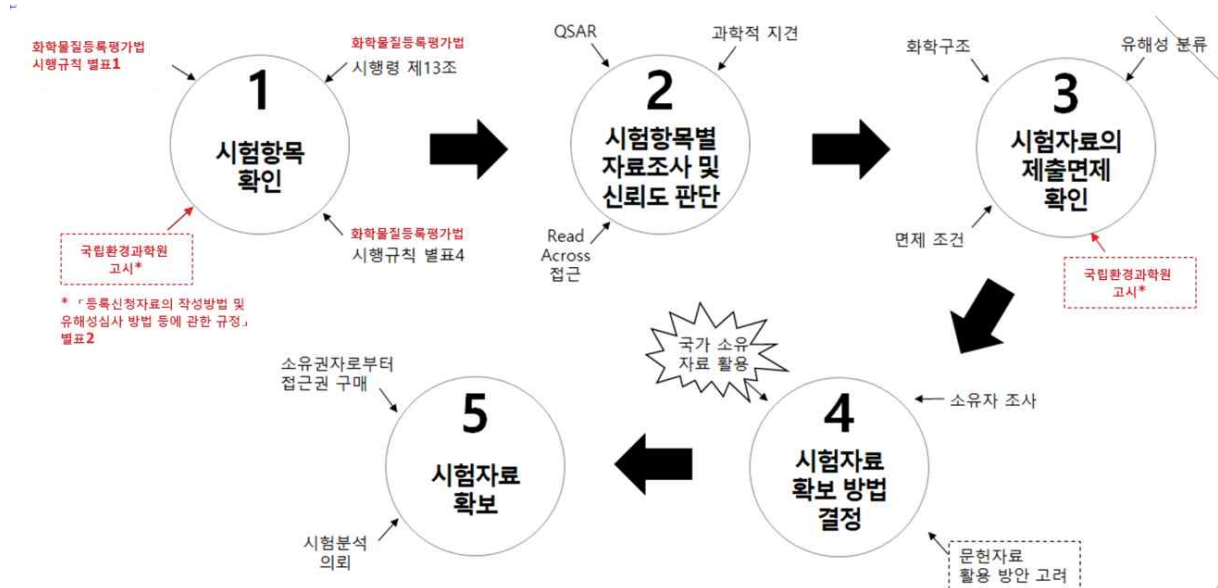 화학물질등록평가법
시행규칙 별표1
화학물질등록평가법
시행령 제13조
1
시험항목
확인
국립환경과학원
고시*
화학물질등록평가법
시행규칙 별표4
* 「등록신청자료의 작성방법 및
유해성심사 방법 등에 관한 규정」
별표2
QSAR
과학적 지견
2
시험항목별
자료조사 및
신뢰도 판단
Read
Across
접근
화학구조
유해성 분류
3
시험자료의
제출면제
확인
면제 조건
국립환경과학원
고시*
국가 소유
자료 활용
소유자 조사
4
시험자료
확보 방법
결정
문헌자료
활용 방안 고려
소유권자로부터
접근권 구매
5
시험자료
확보
시험분석
의뢰